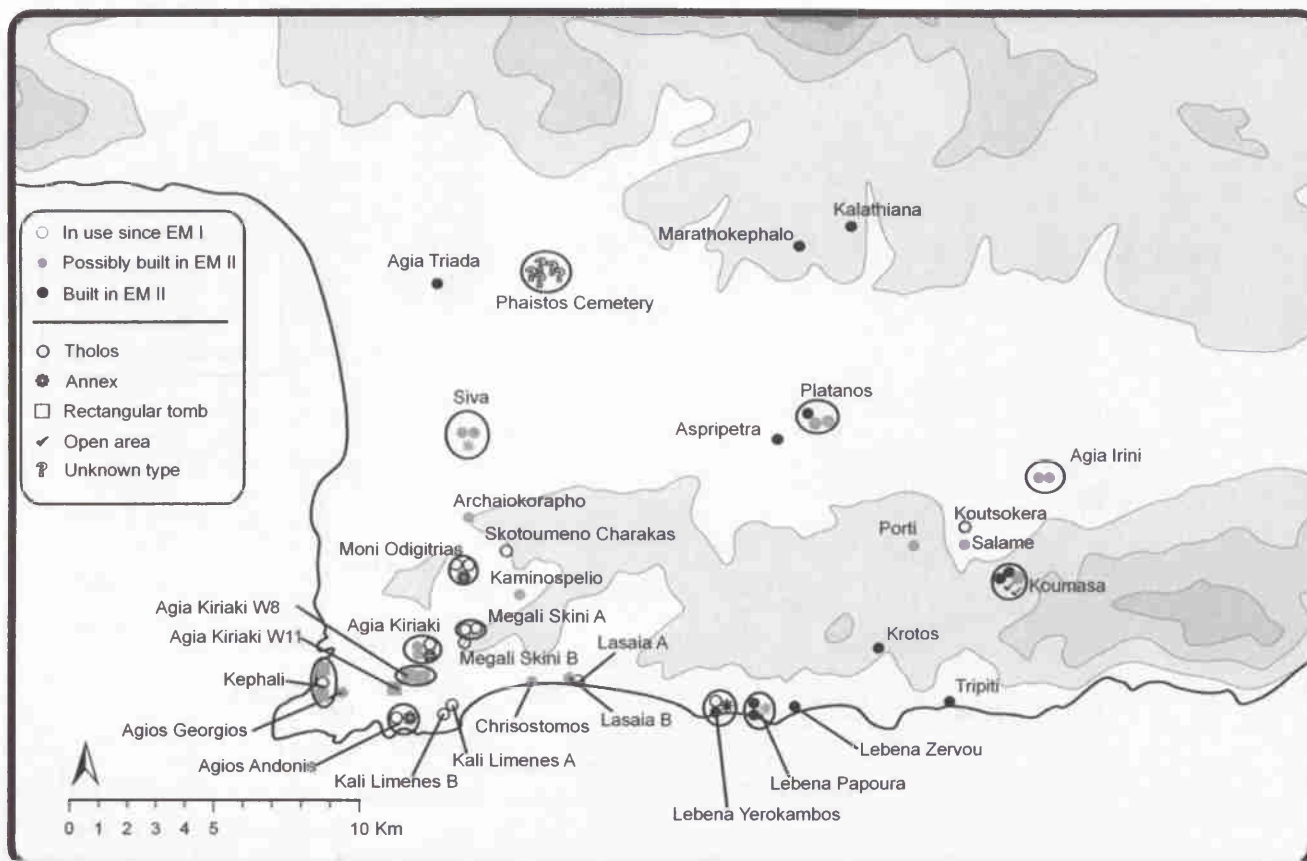 Kalathiana
Marathokephalo
Agia Triada
Phaistos Cemetery
In use since EM I
Possibly built in EM II
Built in EM II
Tholos
Annex
Rectangular tomb
Open area
Unknown type
Siva
Platanos
Aspripetra
Agia Irini
Archaiokorapho
Koutsokera
Skotoumeno Charakas
Porti
Salame
Moni Odigitrias
Kaminospelio
Koumasa
Agia Kiriaki W8
Megali Skini A
Agia Kiriaki
Agia Kiriaki W11
Lasaia A
Krotos
Megali Skini B
Kephali
Tripiti
Chrisostomos
Lasaia B
Agios Georgios
Lebena Zervou
Agios Andonis
Kali Limenes A
Kali Limenes B
Lebena Papoura
Lebena Yerokambos
0 1 2 3 4 5 10 Km